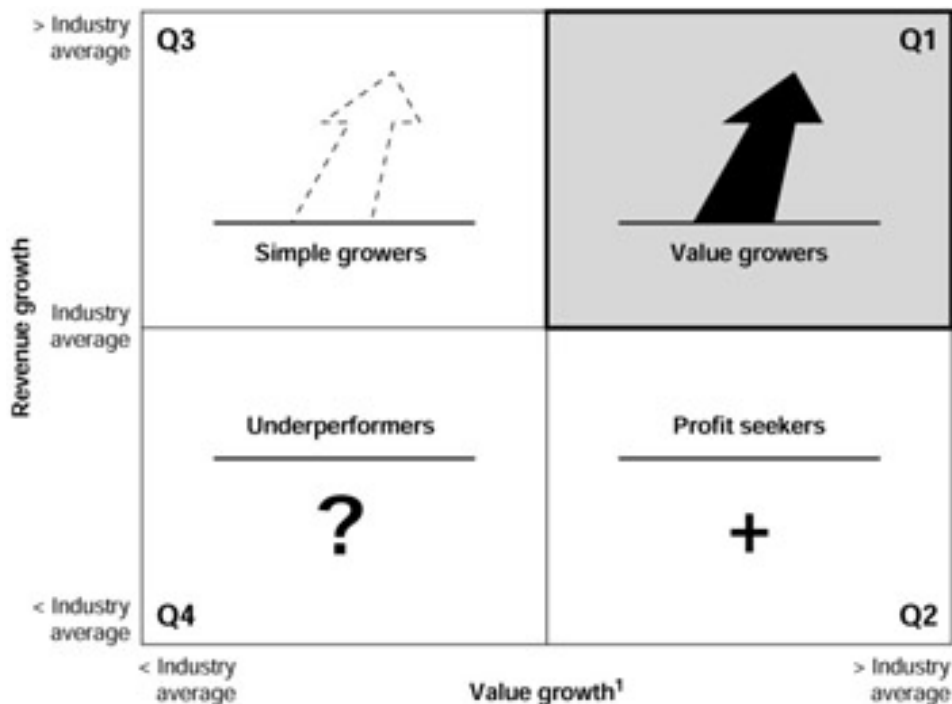 > Industry
average
Q3
Q1
Simple growers
Value growers
Industry
average
Revenue growth
Underperformers
Profit seekers
?
+
< Industry
average
Q4
Q2
< Industry
average
Value growth¹
> Industry
average